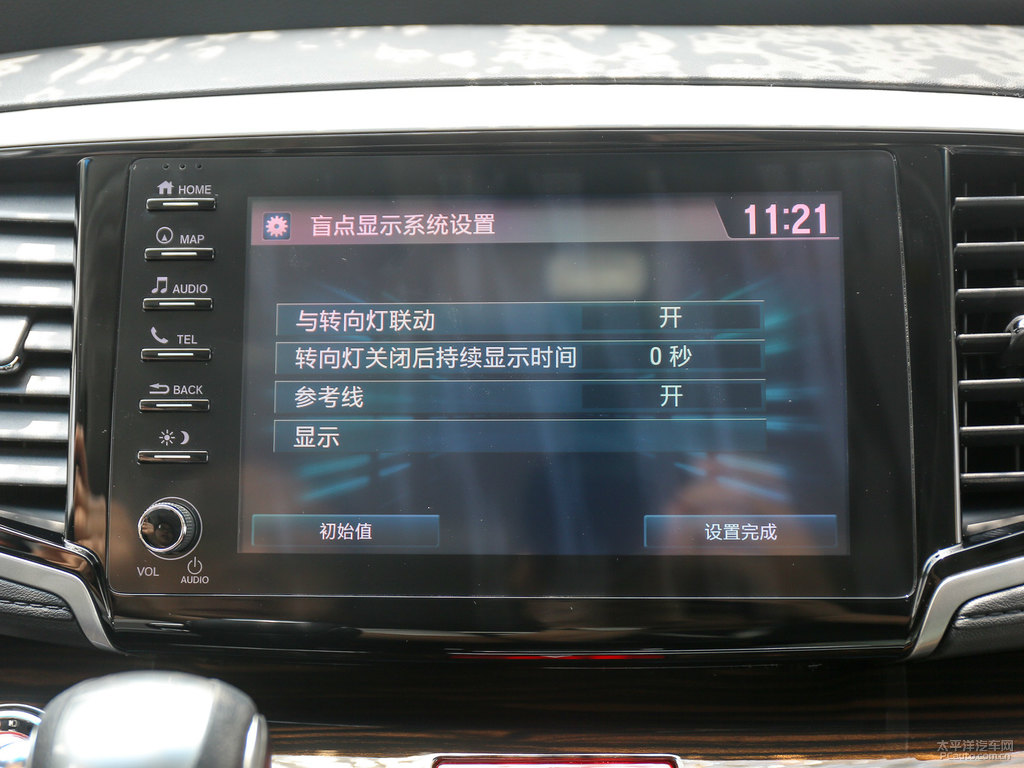 HOME
MAP
AUDIO
TEL
BACK
VOL
AUDIO
盲点显示系统设置 11:21
与转向灯联动 开
转向灯关闭后持续显示时间 0 秒
参考线 开
显示
初始值 设置完成
太平洋汽车网
PCauto.com.cn